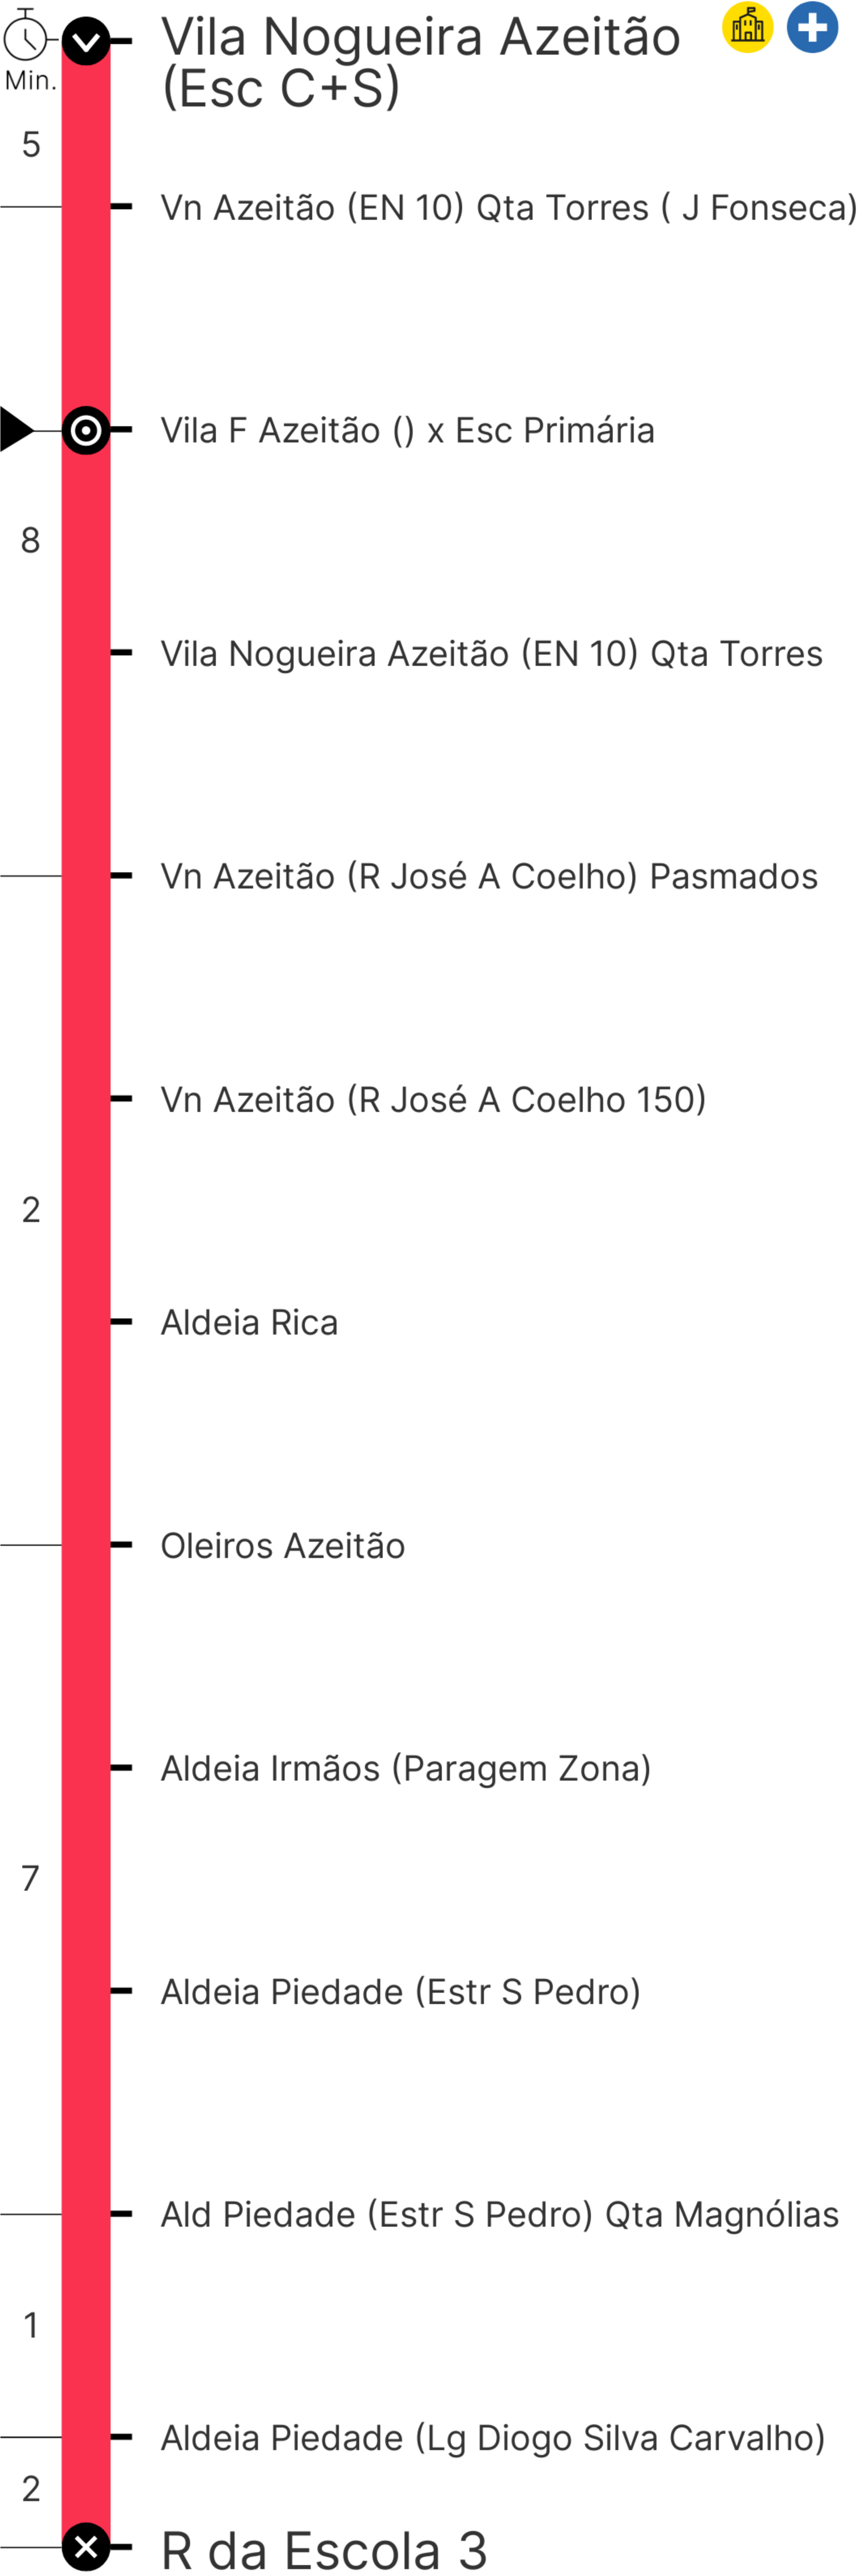 Min.
Vila Nogueira Azeitão
(Esc C+S)
5
Vn Azeitão (EN 10) Qta Torres ( J Fonseca)
Vila F Azeitão () x Esc Primária
8
Vila Nogueira Azeitão (EN 10) Qta Torres
Vn Azeitão (R José A Coelho) Pasmados
Vn Azeitão (R José A Coelho 150)
2
Aldeia Rica
Oleiros Azeitão
Aldeia Irmãos (Paragem Zona)
7
Aldeia Piedade (Estr S Pedro)
Ald Piedade (Estr S Pedro) Qta Magnólias
1
Aldeia Piedade (Lg Diogo Silva Carvalho)
2
R da Escola 3